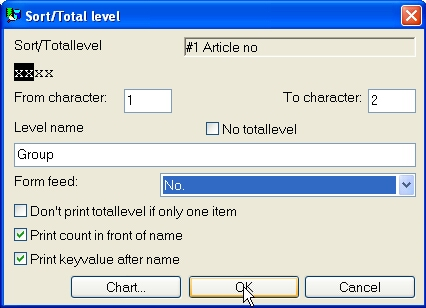 Sort/Total level
Sort/Totallevel #1 Article no
xxxx
From character: 1 To character: 2
Level name No totallevel
Group
Form feed: No.
Don't print totallevel if only one item
Print count in front of name
Print keyvalue after name
Chart... OK Cancel